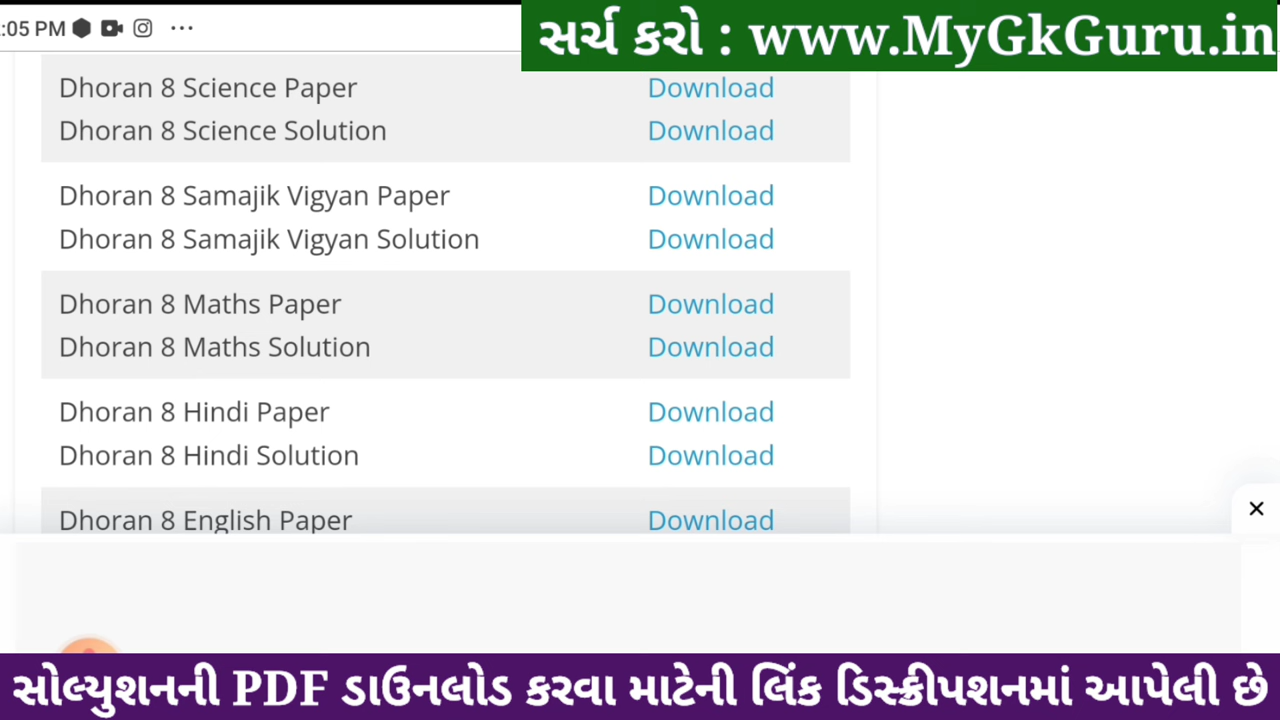 :05 PM ...
સર્ચ કરો : www.MyGkGuru.in
Dhoran 8 Science Paper Download
Dhoran 8 Science Solution Download
Dhoran 8 Samajik Vigyan Paper Download
Dhoran 8 Samajik Vigyan Solution Download
Dhoran 8 Maths Paper Download
Dhoran 8 Maths Solution Download
Dhoran 8 Hindi Paper Download
Dhoran 8 Hindi Solution Download
Dhoran 8 English Paper Download
સોલ્યુશનની PDF ડાઉનલોડ કરવા માટેની લિંક ડિસ્ક્રીપશનમાં આપેલી છે